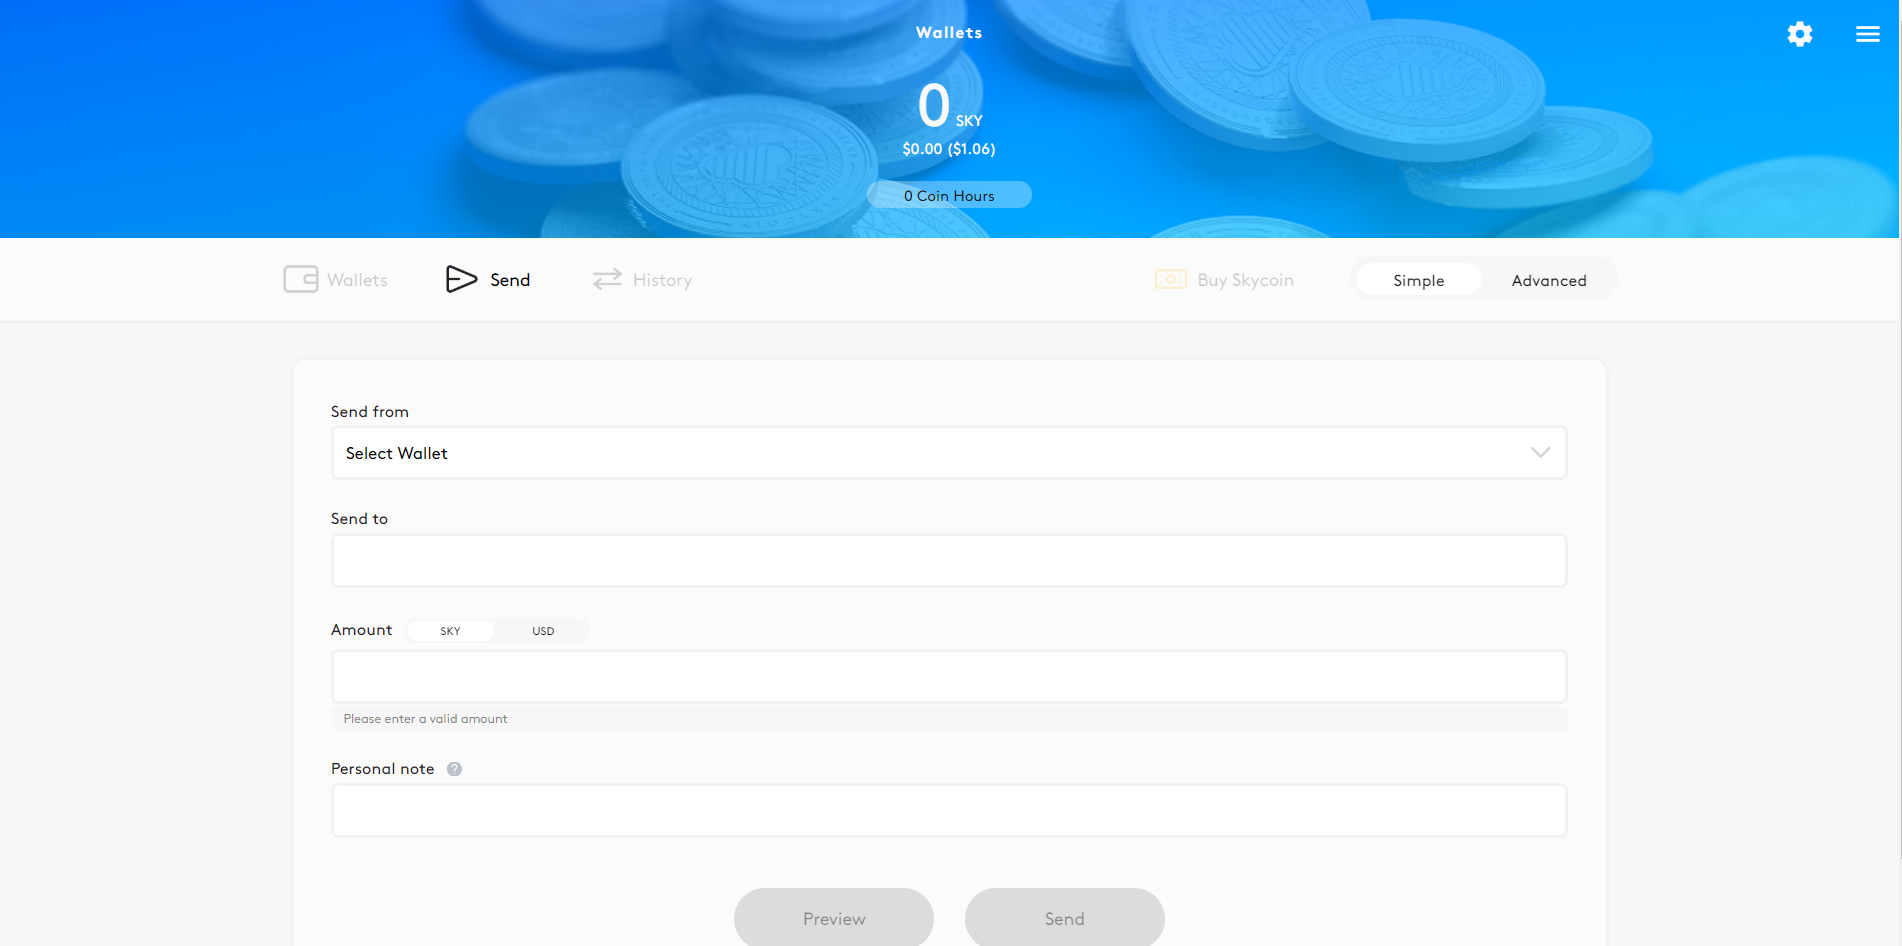 Wallets
0 SKY
$0.00 ($1.06)
0 Coin Hours
Wallets
Send
History
Buy Skycoin
Simple
Advanced
Send from
Select Wallet
Send to
Amount SKY USD
Please enter a valid amount
Personal note ?
Preview
Send